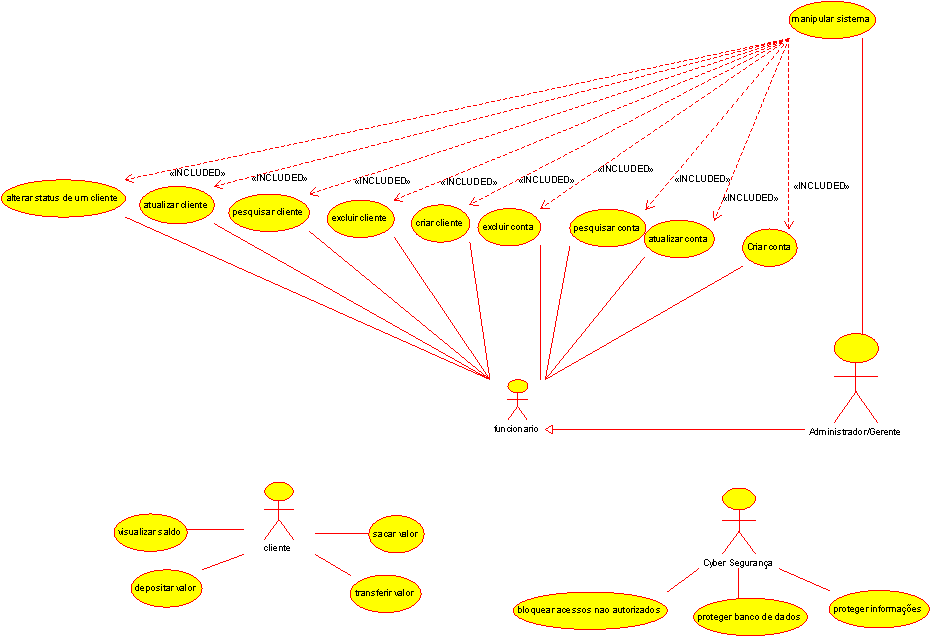 manipular sistema
«INCLUDED»
«INCLUDED»
«INCLUDED»
«INCLUDED»
«INCLUDED»
«INCLUDED»
«INCLUDED»
«INCLUDED»
«INCLUDED»
alterar status de um cliente
atualizar cliente
pesquisar cliente
excluir cliente
criar cliente
excluir conta
pesquisar conta
atualizar conta
Criar conta
funcionario
Administrador/Gerente
visualizar saldo
sacar valor
cliente
depositar valor
transferir valor
Cyber Segurança
bloquear acessos nao autorizados
proteger banco de dados
proteger informações